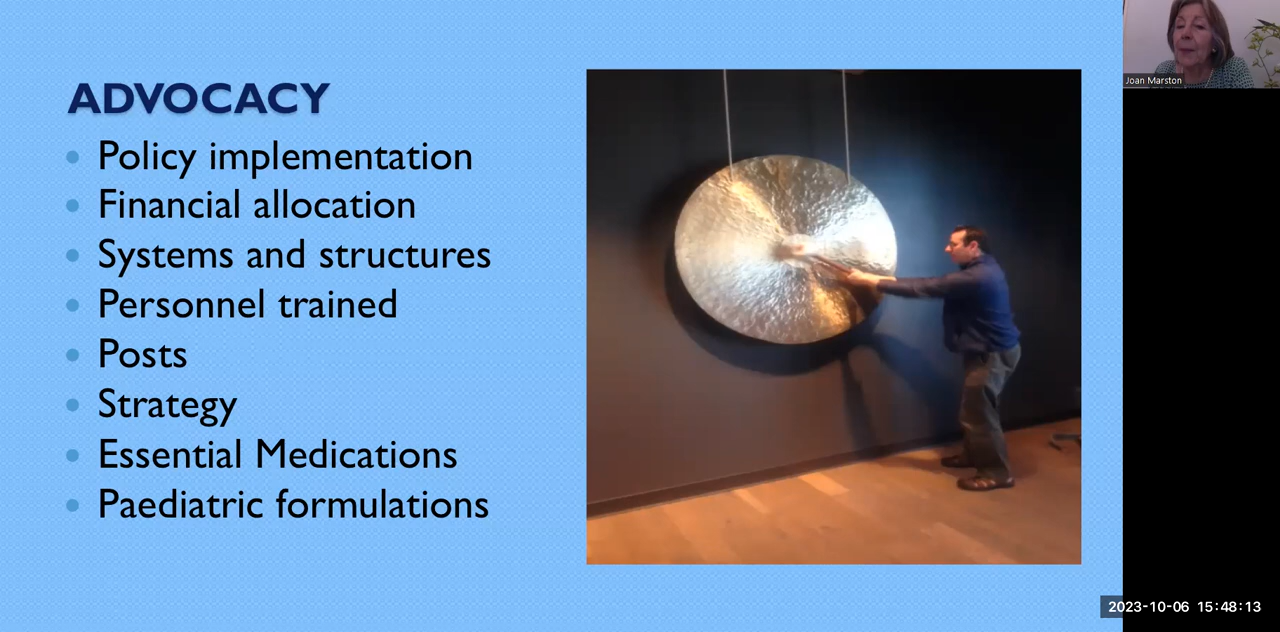 ADVOCACY
Policy implementation
Financial allocation
Systems and structures
Personnel trained
Posts
Strategy
Essential Medications
Paediatric formulations
Joan Marston
2023-10-06 15:48:13